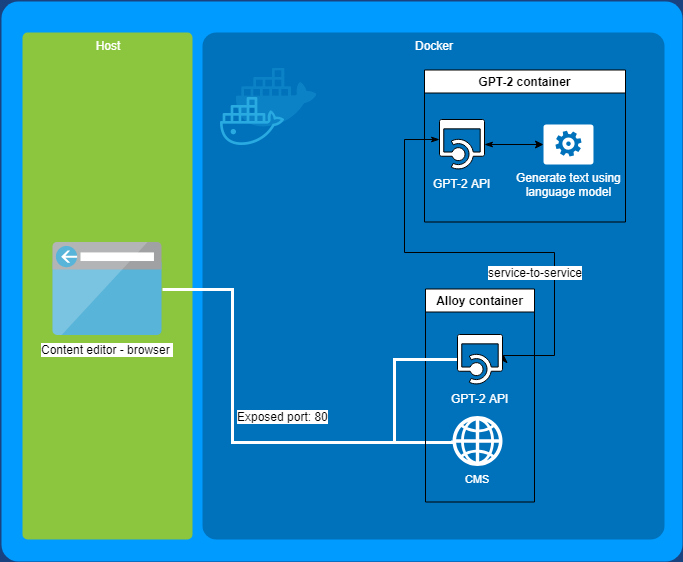 Host
Docker
GPT-2 container
GPT-2 API
Generate text using
language model
service-to-service
Alloy container
Content editor - browser
GPT-2 API
Exposed port: 80
CMS